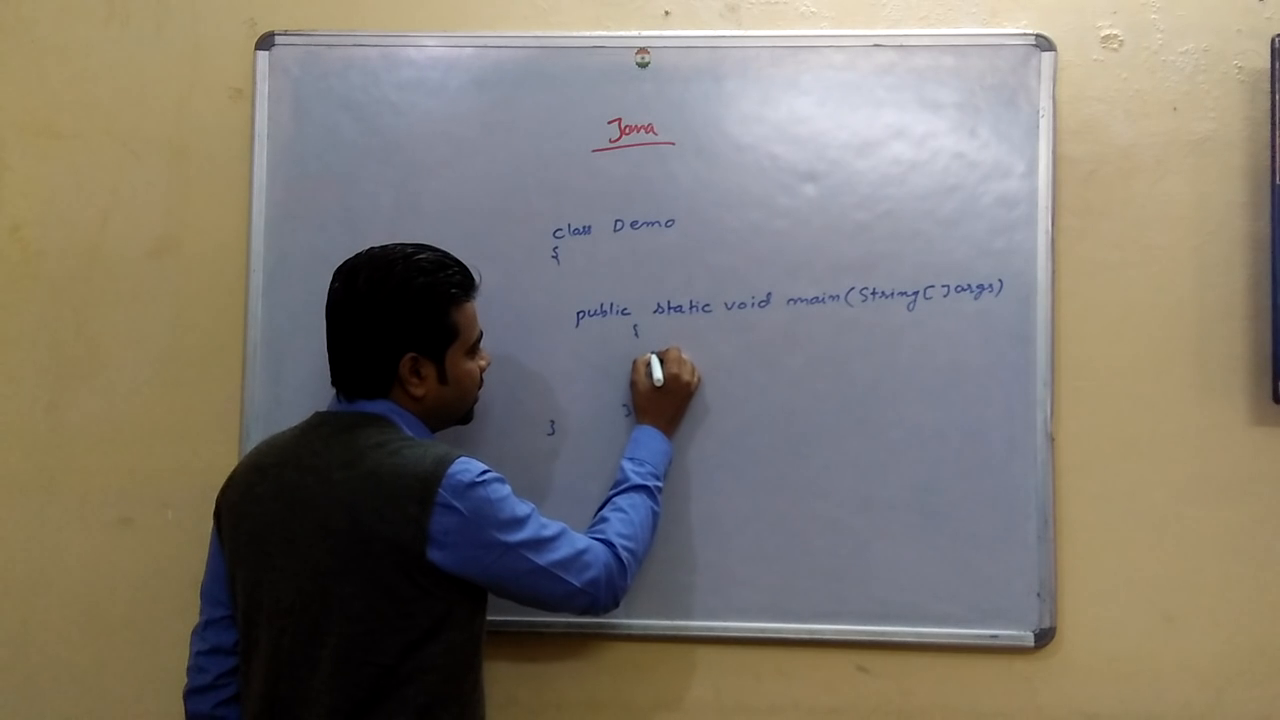 Java
class Demo
{
public static void main(String[]args)
{
}
}